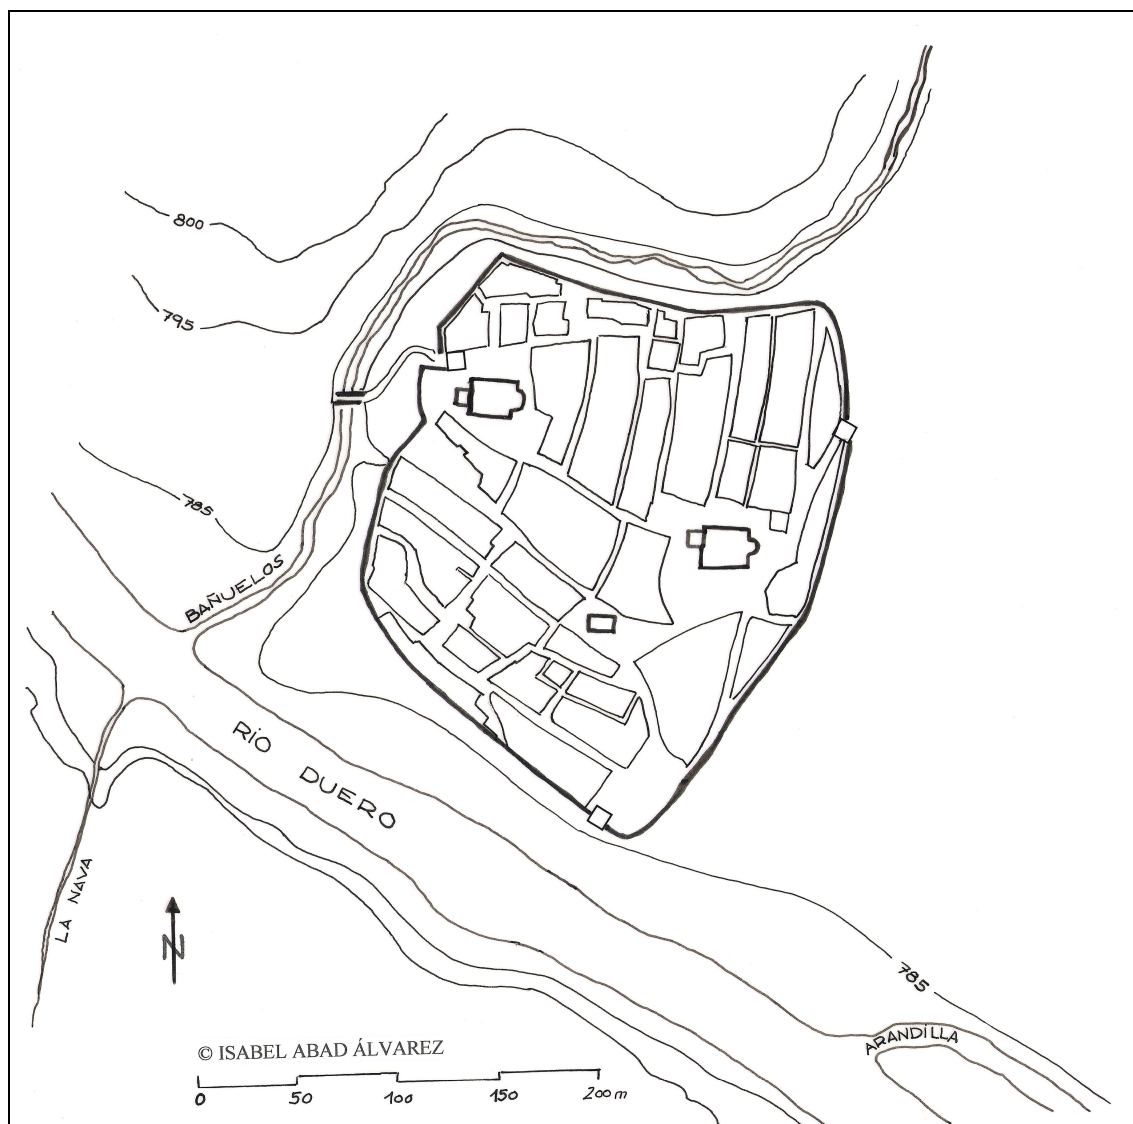 800
795
785
BAÑUELOS
RÍO
DUERO
LA NAVA
N
785
ARANDILLA
© ISABEL ABAD ÁLVAREZ
0 50 100 150 200 m